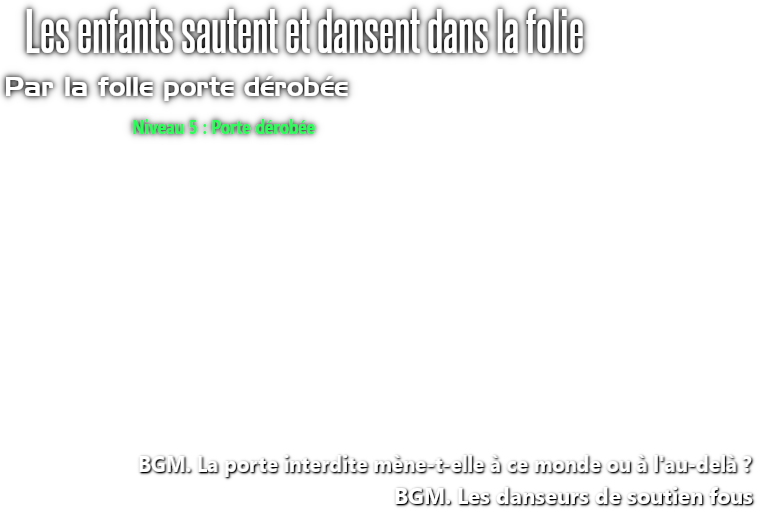 Les enfants sautent et dansent dans la folie
Par la folle porte dérobée
Niveau 5 : Porte dérobée
BGM. La porte interdite mène-t-elle à ce monde ou à l'au-delà ?
BGM. Les danseurs de soutien fous